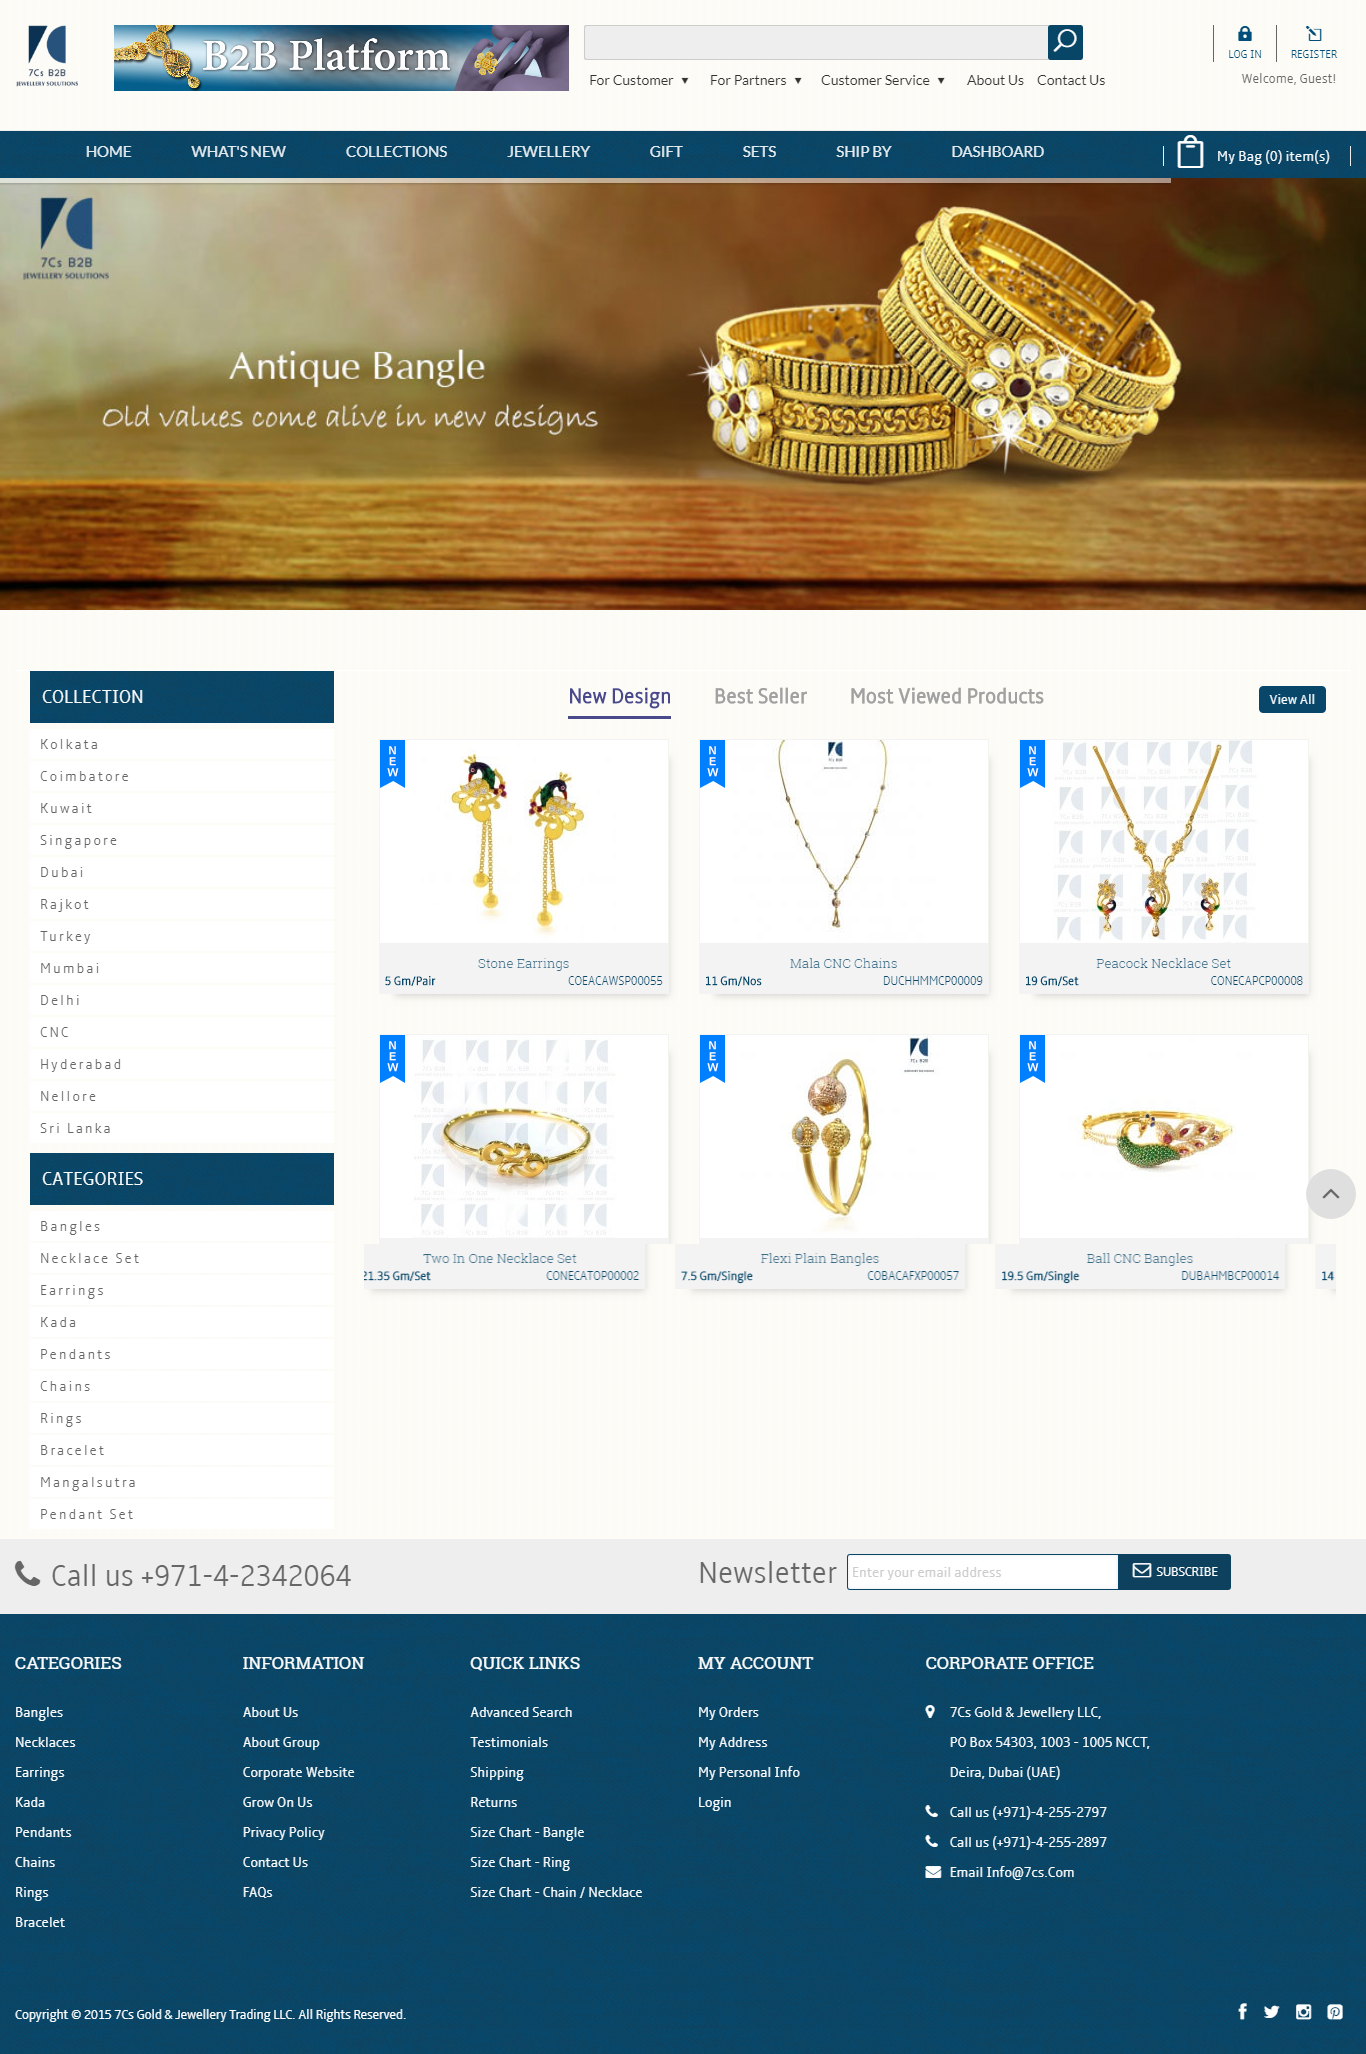 7Cs B2B
JEWELLERY SOLUTIONS
B2B Platform
LOG IN
REGISTER
For Customer ▼ For Partners ▼ Customer Service ▼ About Us Contact Us
Welcome, Guest!
HOME WHAT'S NEW COLLECTIONS JEWELLERY GIFT SETS SHIP BY DASHBOARD
My Bag (0) item(s)
7Cs B2B
JEWELLERY SOLUTIONS
Antique Bangle
Old values come alive in new designs
COLLECTION
Kolkata
Coimbatore
Kuwait
Singapore
Dubai
Rajkot
Turkey
Mumbai
Delhi
CNC
Hyderabad
Nellore
Sri Lanka
CATEGORIES
Bangles
Necklace Set
Earrings
Kada
Pendants
Chains
Rings
Bracelet
Mangalsutra
Pendant Set
New Design Best Seller Most Viewed Products
View All
NEW
Stone Earrings
5 Gm/Pair COEACAWSP00055
NEW
7Cs B2B
Mala CNC Chains
11 Gm/Nos DUCHHMMCP00009
NEW
Peacock Necklace Set
19 Gm/Set CONECAPCP00008
NEW
Two In One Necklace Set
21.35 Gm/Set CONECATOP00002
NEW
7Cs B2B
Flexi Plain Bangles
7.5 Gm/Single COBACAFXP00057
NEW
Ball CNC Bangles
19.5 Gm/Single DUBAHMBCP00014
14
Call us +971-4-2342064
Newsletter
Enter your email address
SUBSCRIBE
CATEGORIES
Bangles
Necklaces
Earrings
Kada
Pendants
Chains
Rings
Bracelet
INFORMATION
About Us
About Group
Corporate Website
Grow On Us
Privacy Policy
Contact Us
FAQs
QUICK LINKS
Advanced Search
Testimonials
Shipping
Returns
Size Chart - Bangle
Size Chart - Ring
Size Chart - Chain / Necklace
MY ACCOUNT
My Orders
My Address
My Personal Info
Login
CORPORATE OFFICE
7Cs Gold & Jewellery LLC,
PO Box 54303, 1003 - 1005 NCCT,
Deira, Dubai (UAE)
Call us (+971)-4-255-2797
Call us (+971)-4-255-2897
Email Info@7cs.Com
Copyright © 2015 7Cs Gold & Jewellery Trading LLC. All Rights Reserved.